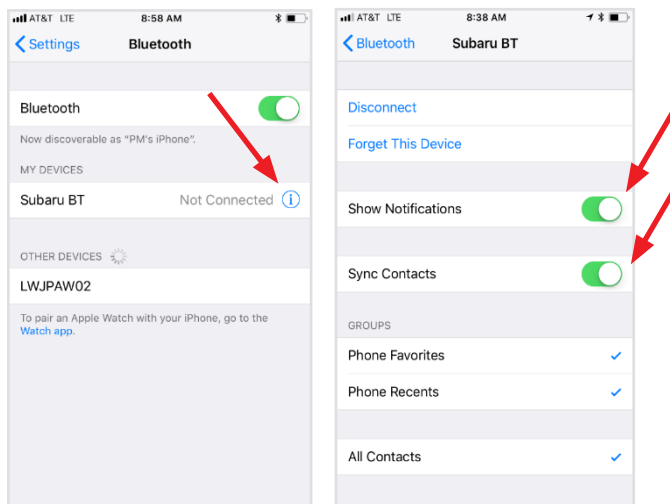 AT&T LTE 8:58 AM
Settings Bluetooth
Bluetooth
Now discoverable as “PM's iPhone”.
MY DEVICES
Subaru BT Not Connected i
OTHER DEVICES
LWJPAW02
To pair an Apple Watch with your iPhone, go to the
Watch app.
AT&T LTE 8:38 AM
Bluetooth Subaru BT
Disconnect
Forget This Device
Show Notifications
Sync Contacts
GROUPS
Phone Favorites
Phone Recents
All Contacts